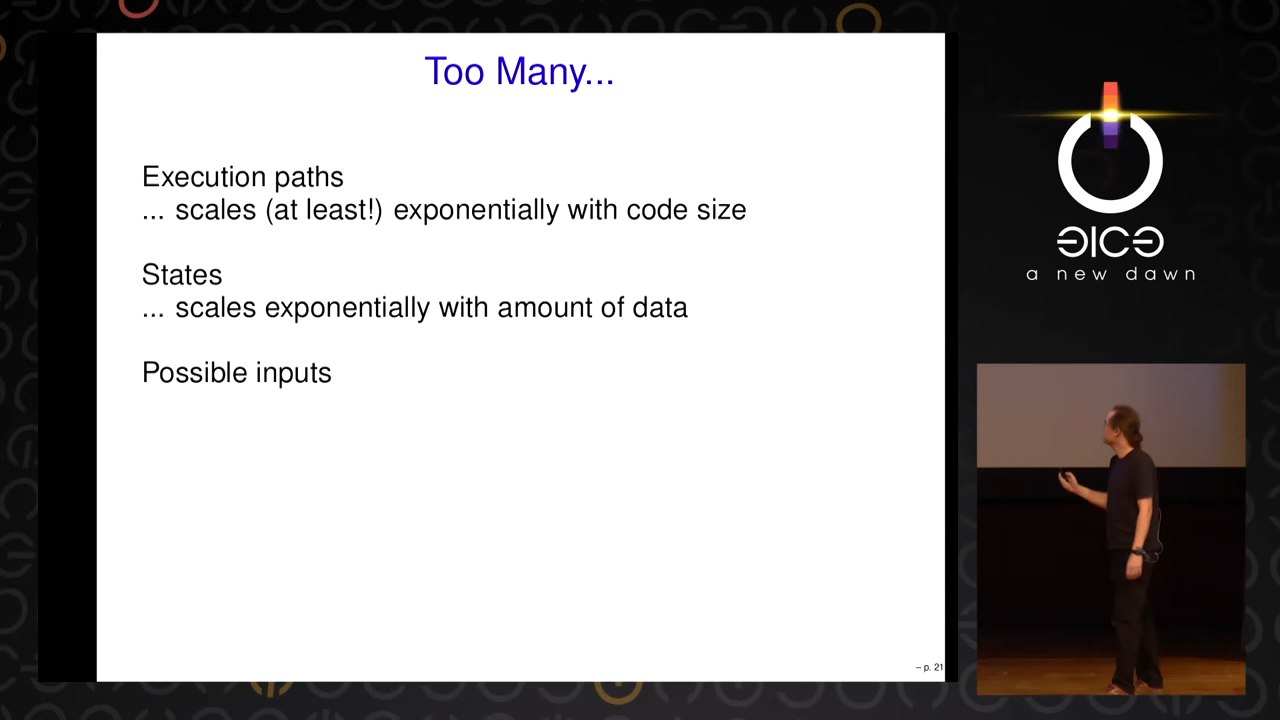 Too Many...
Execution paths
... scales (at least!) exponentially with code size
States
... scales exponentially with amount of data
Possible inputs
– p. 21
a new dawn